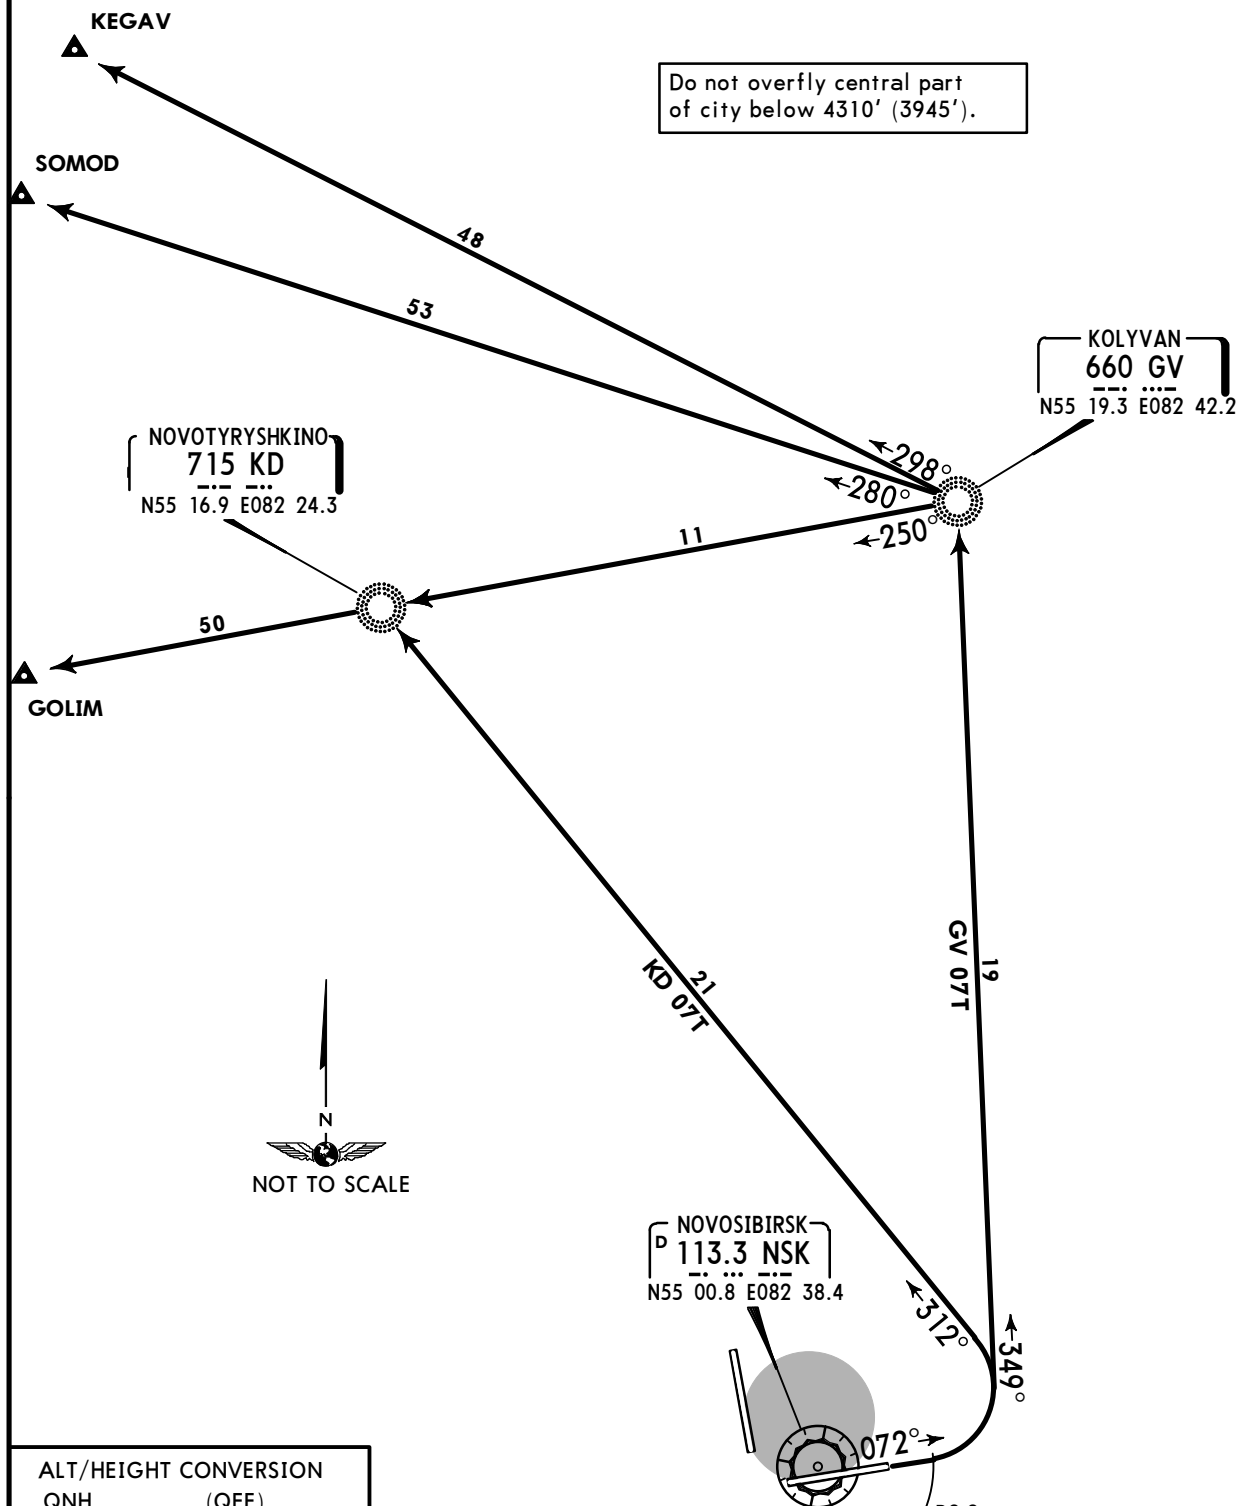 KEGAV
Do not overfly central part
of city below 4310' (3945').
SOMOD
48
53
KOLYVAN
660 GV
N55 19.3 E082 42.2
NOVOTYRYSHKINO
715 KD
N55 16.9 E082 24.3
298°
280°
250°
11
50
GOLIM
GV 07T
19
21
KD 07T
N
NOT TO SCALE
NOVOSIBIRSK
D 113.3 NSK
N55 00.8 E082 38.4
312°
349°
072°
ALT/HEIGHT CONVERSION
QNH (QFE)